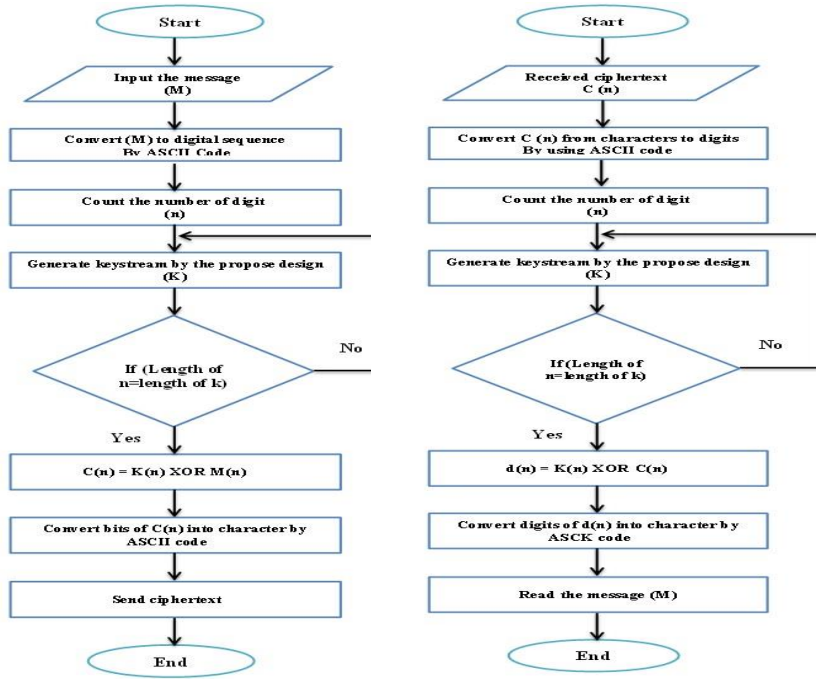 Start
Input the message
(M)
Convert (M) to digital sequence
By ASCII Code
Count the number of digit
(n)
Generate keystream by the propose design
(K)
If (Length of
n=length of k)
No
Yes
C(n) = K(n) XOR M(n)
Convert bits of C(n) into character by
ASCII code
Send ciphertext
End
Start
Received ciphertext
C (n)
Convert C (n) from characters to digits
By using ASCII code
Count the number of digit
(n)
Generate keystream by the propose design
(K)
If(Length of
n=length of k)
No
Yes
d(n) = K(n) XOR C(n)
Convert digits of d(n) into character by
ASCK code
Read the message (M)
End